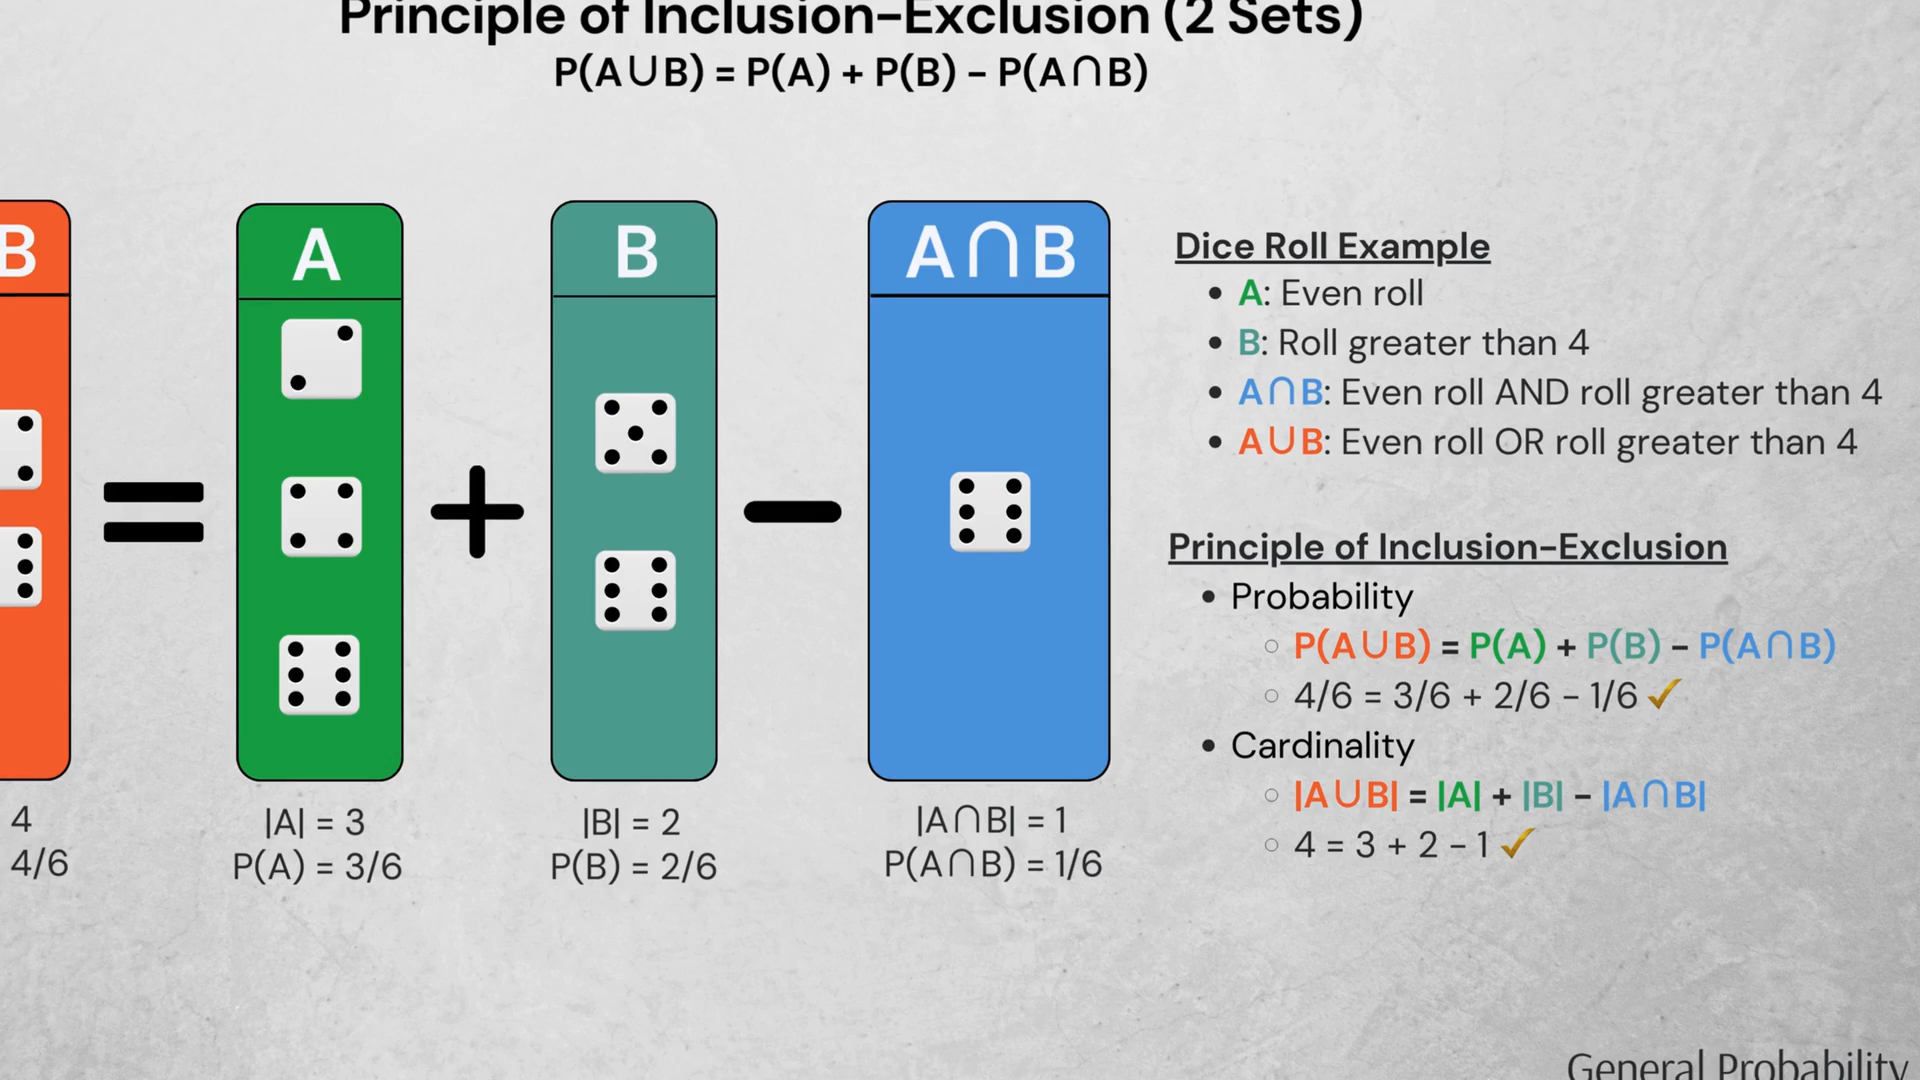 Principle of Inclusion–Exclusion (2 Sets)
P(A∪B) = P(A) + P(B) – P(A∩B)
B
A
B
A∩B
Dice Roll Example
• A: Even roll
• B: Roll greater than 4
• A∩B: Even roll AND roll greater than 4
• A∪B: Even roll OR roll greater than 4
=
+
–
Principle of Inclusion–Exclusion
• Probability
○ P(A∪B) = P(A) + P(B) – P(A∩B)
○ 4/6 = 3/6 + 2/6 – 1/6 ✓
• Cardinality
○ |A∪B| = |A| + |B| – |A∩B|
○ 4 = 3 + 2 – 1 ✓
4
4/6
|A| = 3
P(A) = 3/6
|B| = 2
P(B) = 2/6
|A∩B| = 1
P(A∩B) = 1/6
General Probability